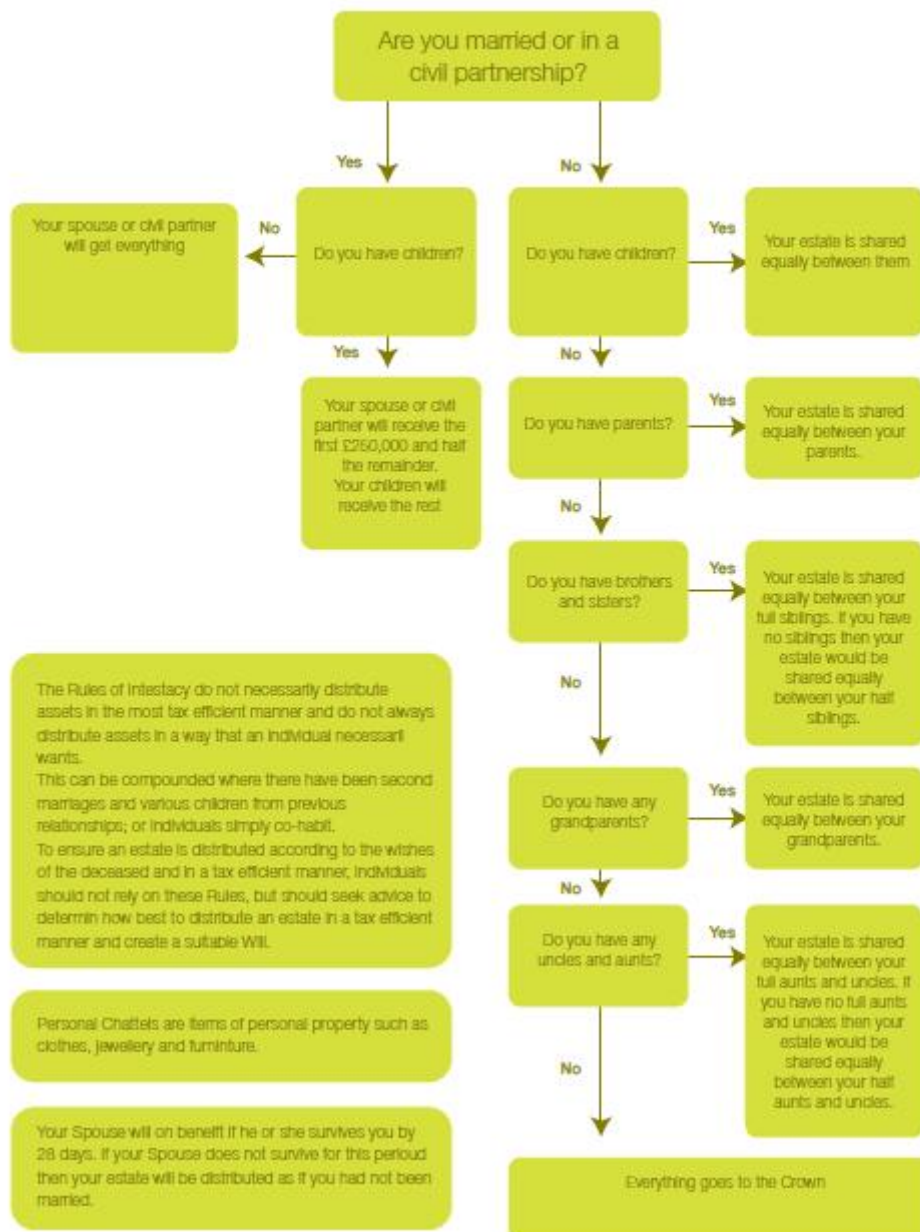 Are you married or in a
civil partnership?
Yes
No
Your spouse or civil partner
will get everything
No
Do you have children?
Do you have children?
Yes
Your estate is shared
equally between them
Yes
No
Your spouse or civil
partner will receive the
first £250,000 and half
the remainder.
Your children will
receive the rest
Do you have parents?
Yes
Your estate is shared
equally between your
parents.
No
Do you have brothers
and sisters?
Yes
Your estate is shared
equally between your
full siblings. If you have
no siblings then your
estate would be
shared equally
between your half
siblings.
No
The Rules of Intestacy do not necessarily distribute
assets in the most tax efficient manner and do not always
distribute assets in a way that an individual necessaril
wants.
This can be compounded where there have been second
marriages and various children from previous
relationships; or individuals simply co-habit.
To ensure an estate is distributed according to the wishes
of the deceased and in a tax efficient manner, individuals
should not rely on these Rules, but should seek advice to
determin how best to distribute an estate in a tax efficient
manner and create a suitable Will.
Do you have any
grandparents?
Yes
Your estate is shared
equally between your
grandparents.
No
Do you have any
uncles and aunts?
Yes
Your estate is shared
equally between your
full aunts and uncles. If
you have no full aunts
and uncles then your
estate would be
shared equally
between your half
aunts and uncles.
No
Personal Chattels are items of personal property such as
clothes, jewellery and furninture.
Your Spouse will on benefit if he or she survives you by
28 days. If your Spouse does not survive for this perioud
then your estate will be distributed as if you had not been
married.
Everything goes to the Crown